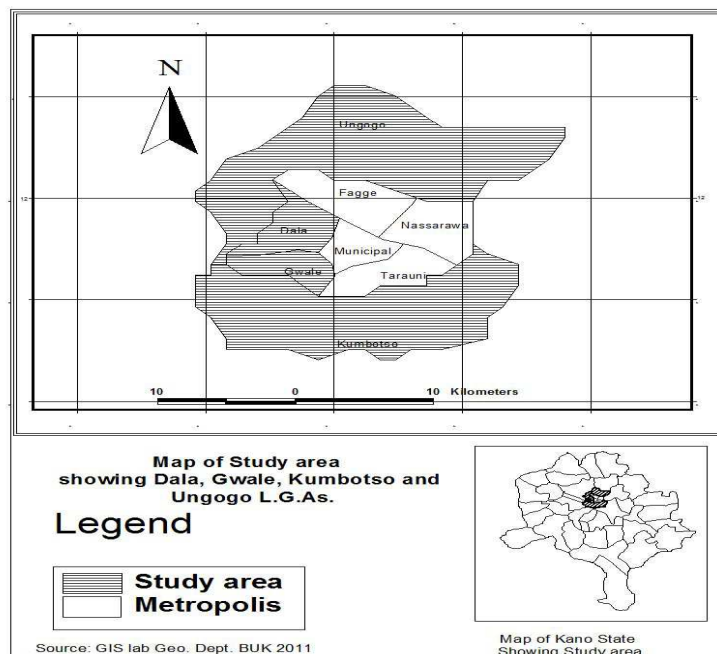 N
Ungogo
Fagge
12
12
Nassarawa
Dala
Municipal
Gwale
Tarauni
Kumbotso
10 0 10 Kilometers
Map of Study area
showing Dala, Gwale, Kumbotso and
Ungogo L.G.As.
Legend
Study area
Metropolis
Source: GIS lab Geo. Dept. BUK 2011
Map of Kano State
Showing Study area